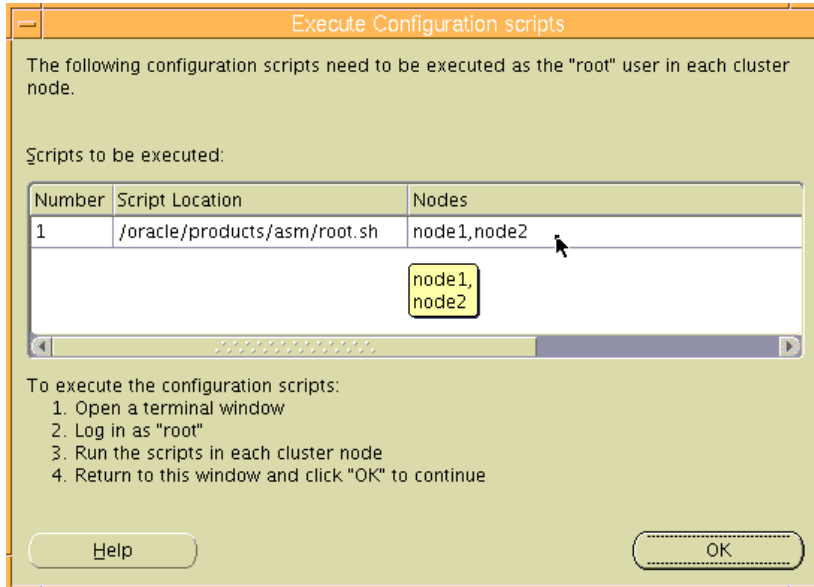 Execute Configuration scripts
The following configuration scripts need to be executed as the "root" user in each cluster
node.
Scripts to be executed:
Number Script Location Nodes
1 /oracle/products/asm/root.sh node1,node2
node1,
node2
To execute the configuration scripts:
1. Open a terminal window
2. Log in as "root"
3. Run the scripts in each cluster node
4. Return to this window and click "OK" to continue
Help OK